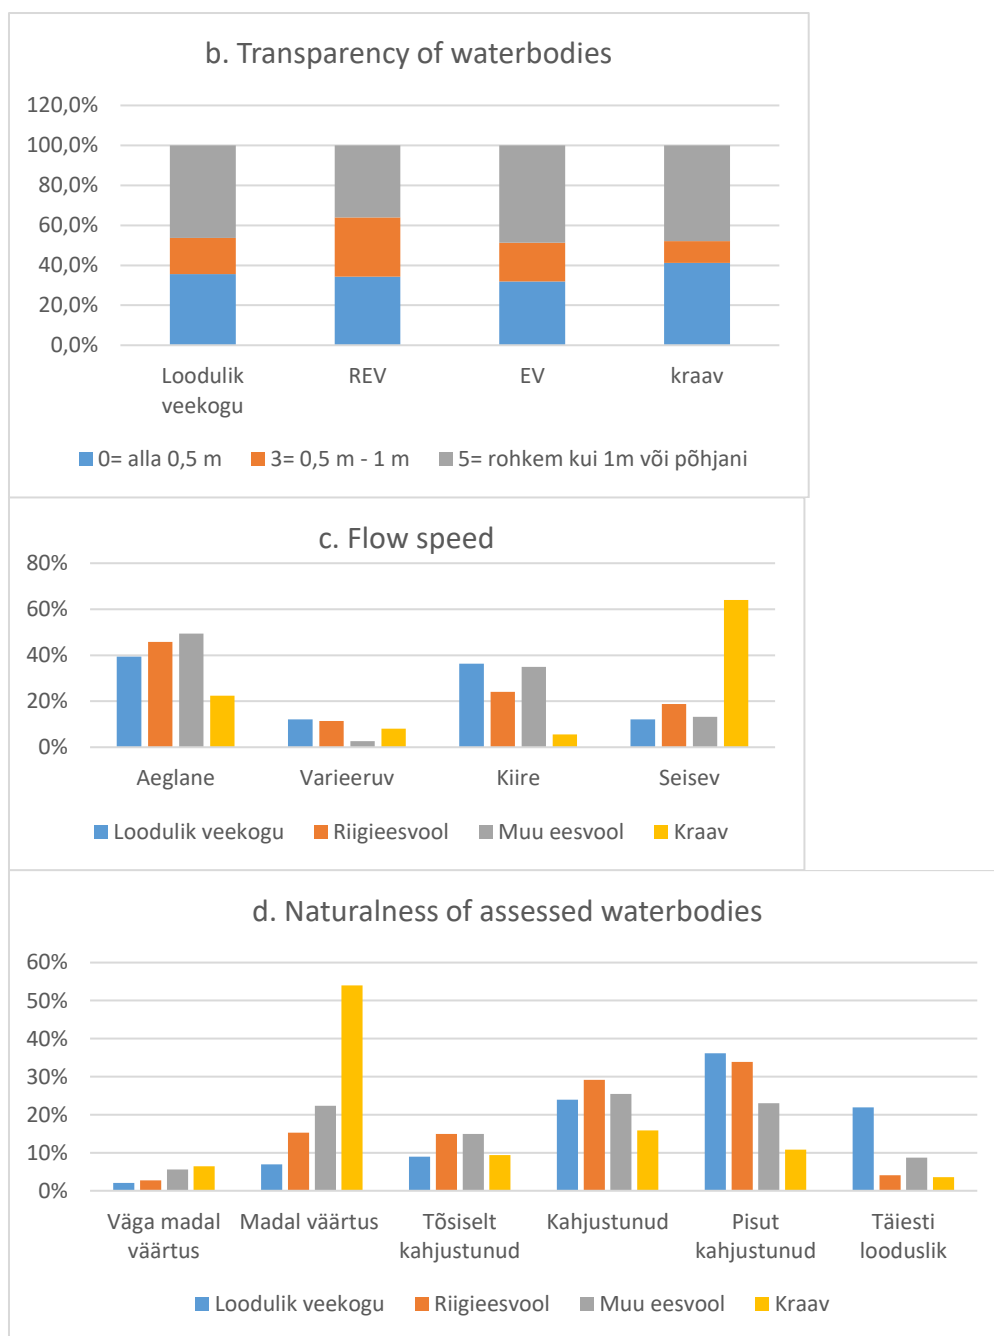 b. Transparency of waterbodies
120,0%
100,0%
80,0%
60,0%
40,0%
20,0%
0,0%
Loodulik veekogu
REV
EV
kraav
0= alla 0,5 m
3= 0,5 m - 1 m
5= rohkem kui 1m või põhjani
c. Flow speed
80%
60%
40%
20%
0%
Aeglane
Varieeruv
Kiire
Seisev
Loodulik veekogu
Riigieesvool
Muu eesvool
Kraav
d. Naturalness of assessed waterbodies
60%
50%
40%
30%
20%
10%
0%
Väga madal väärtus
Madal väärtus
Tõsiselt kahjustunud
Kahjustunud
Pisut kahjustunud
Täiesti looduslik
Loodulik veekogu
Riigieesvool
Muu eesvool
Kraav